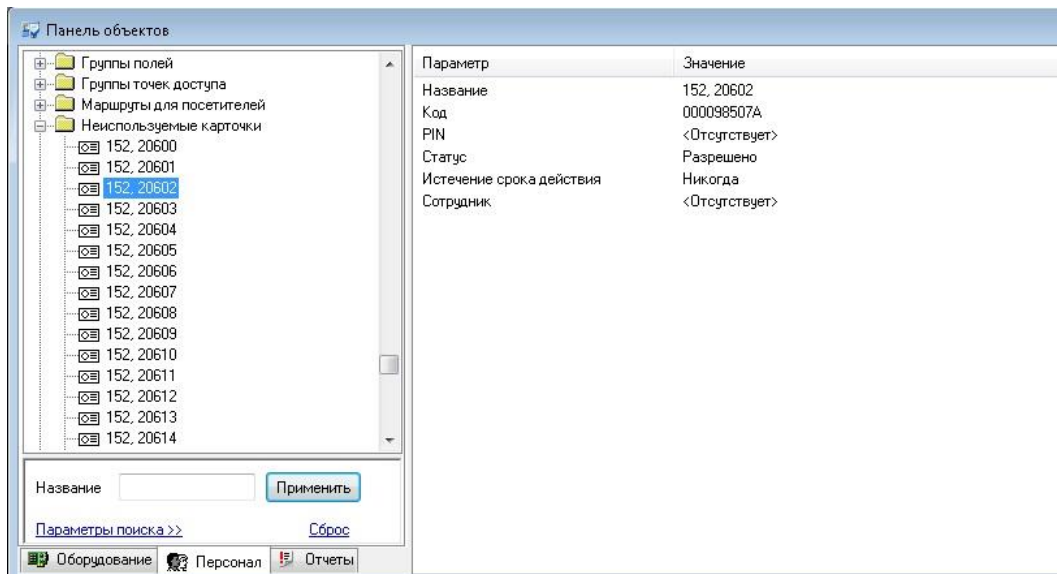 Панель объектов
Группы полей
Группы точек доступа
Маршруты для посетителей
Неиспользуемые карточки
152, 20600
152, 20601
152, 20602
152, 20603
152, 20604
152, 20605
152, 20606
152, 20607
152, 20608
152, 20609
152, 20610
152, 20611
152, 20612
152, 20613
152, 20614
Название
Применить
Параметры поиска >>
Сброс
Оборудование
Персонал
Отчеты
Параметр Значение
Название 152, 20602
Код 000098507A
PIN <Отсутствует>
Статус Разрешено
Истечение срока действия Никогда
Сотрудник <Отсутствует>